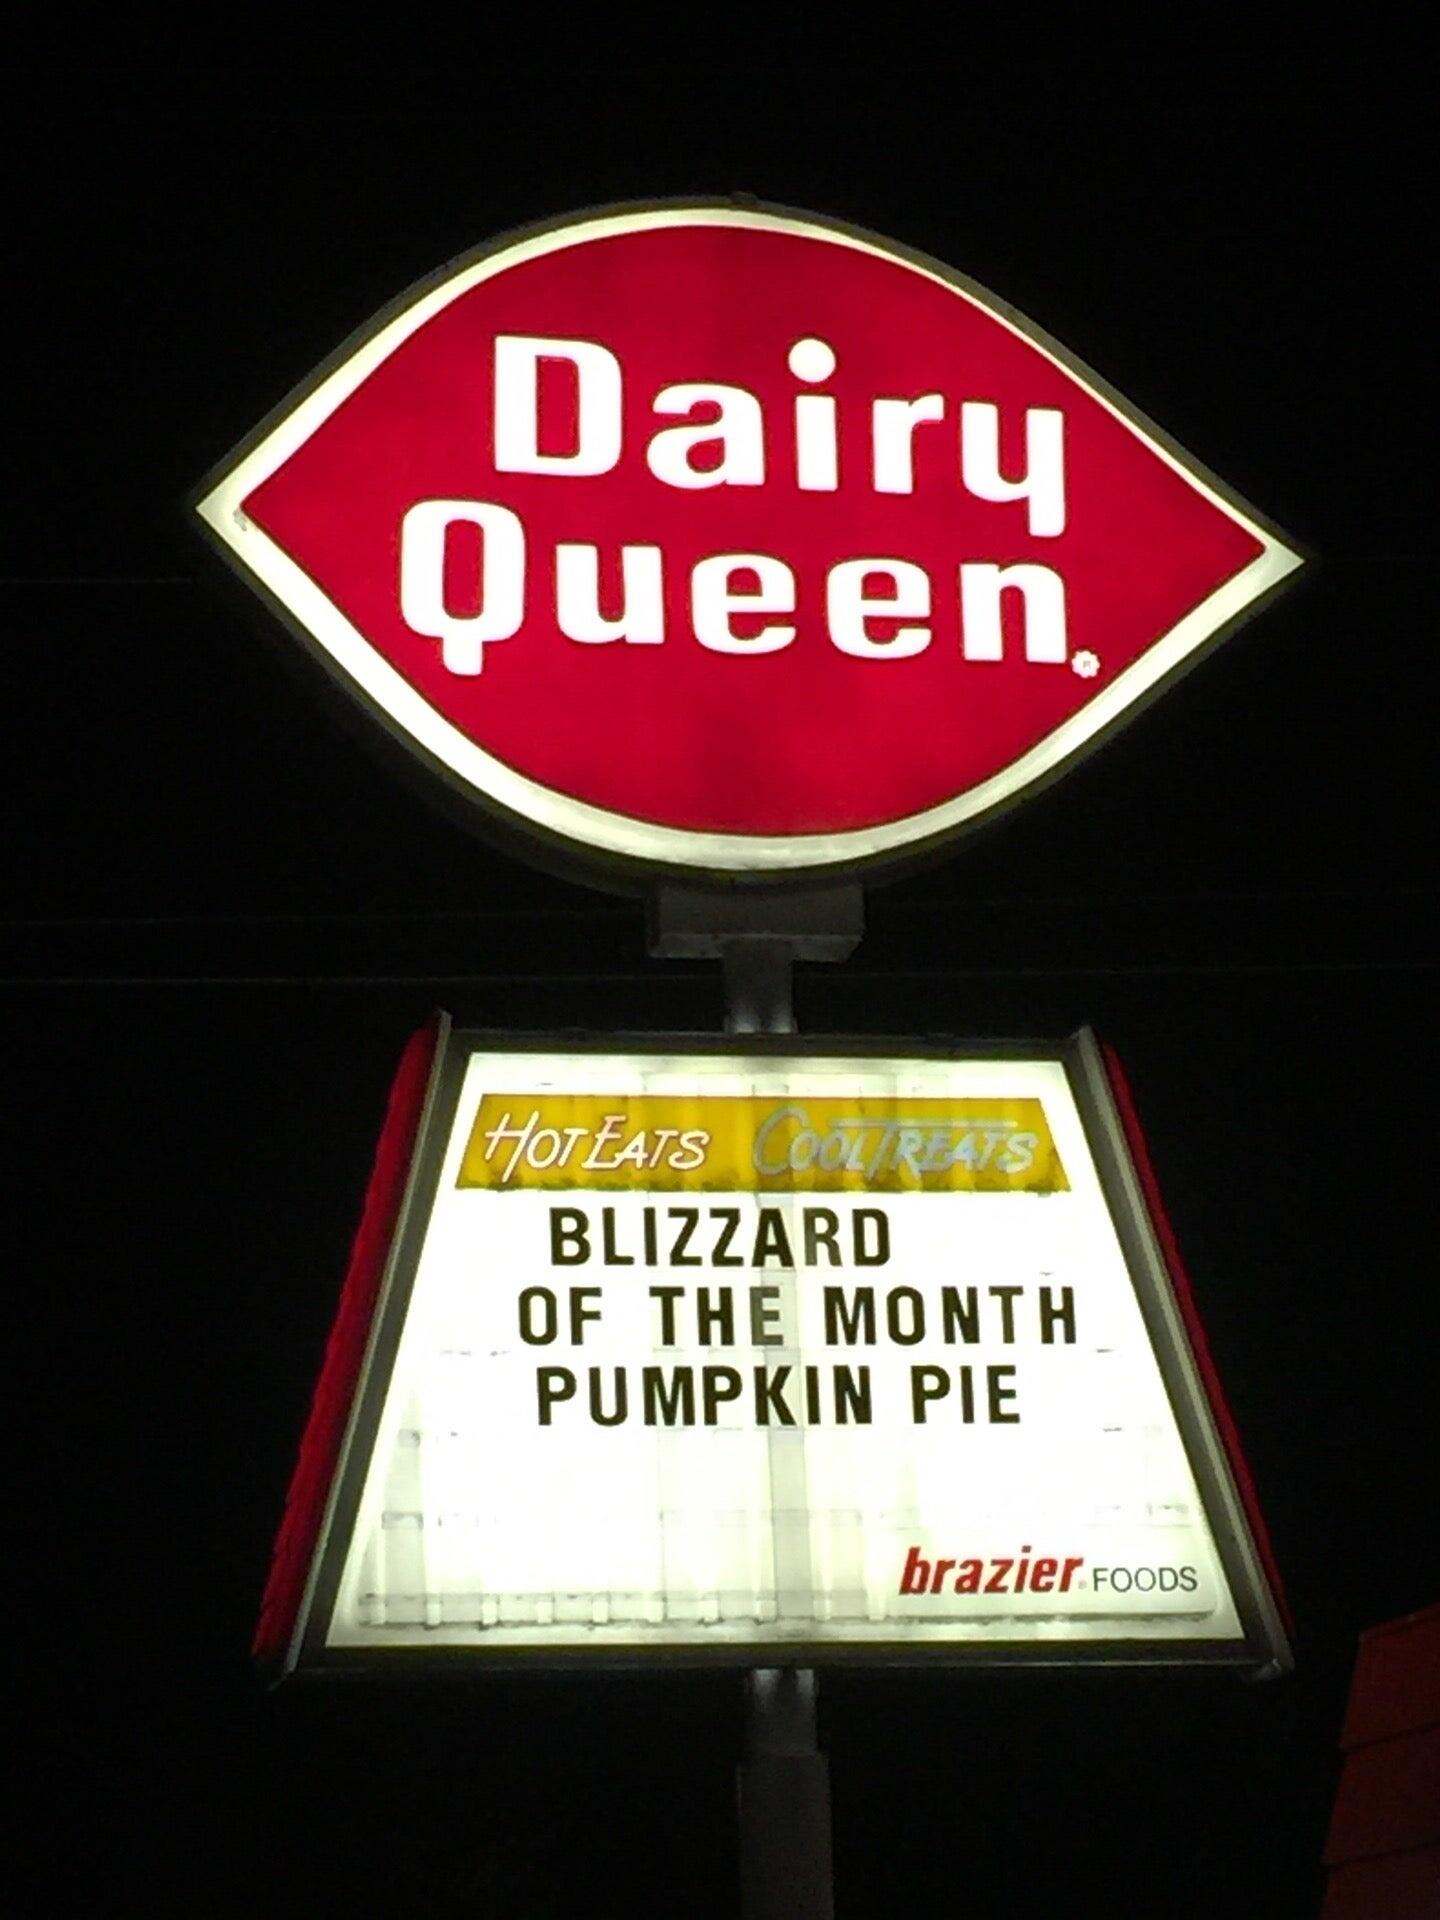 Dairy
Queen®
HOT EATS COOL TREATS
BLIZZARD
OF THE MONTH
PUMPKIN PIE
brazier FOODS